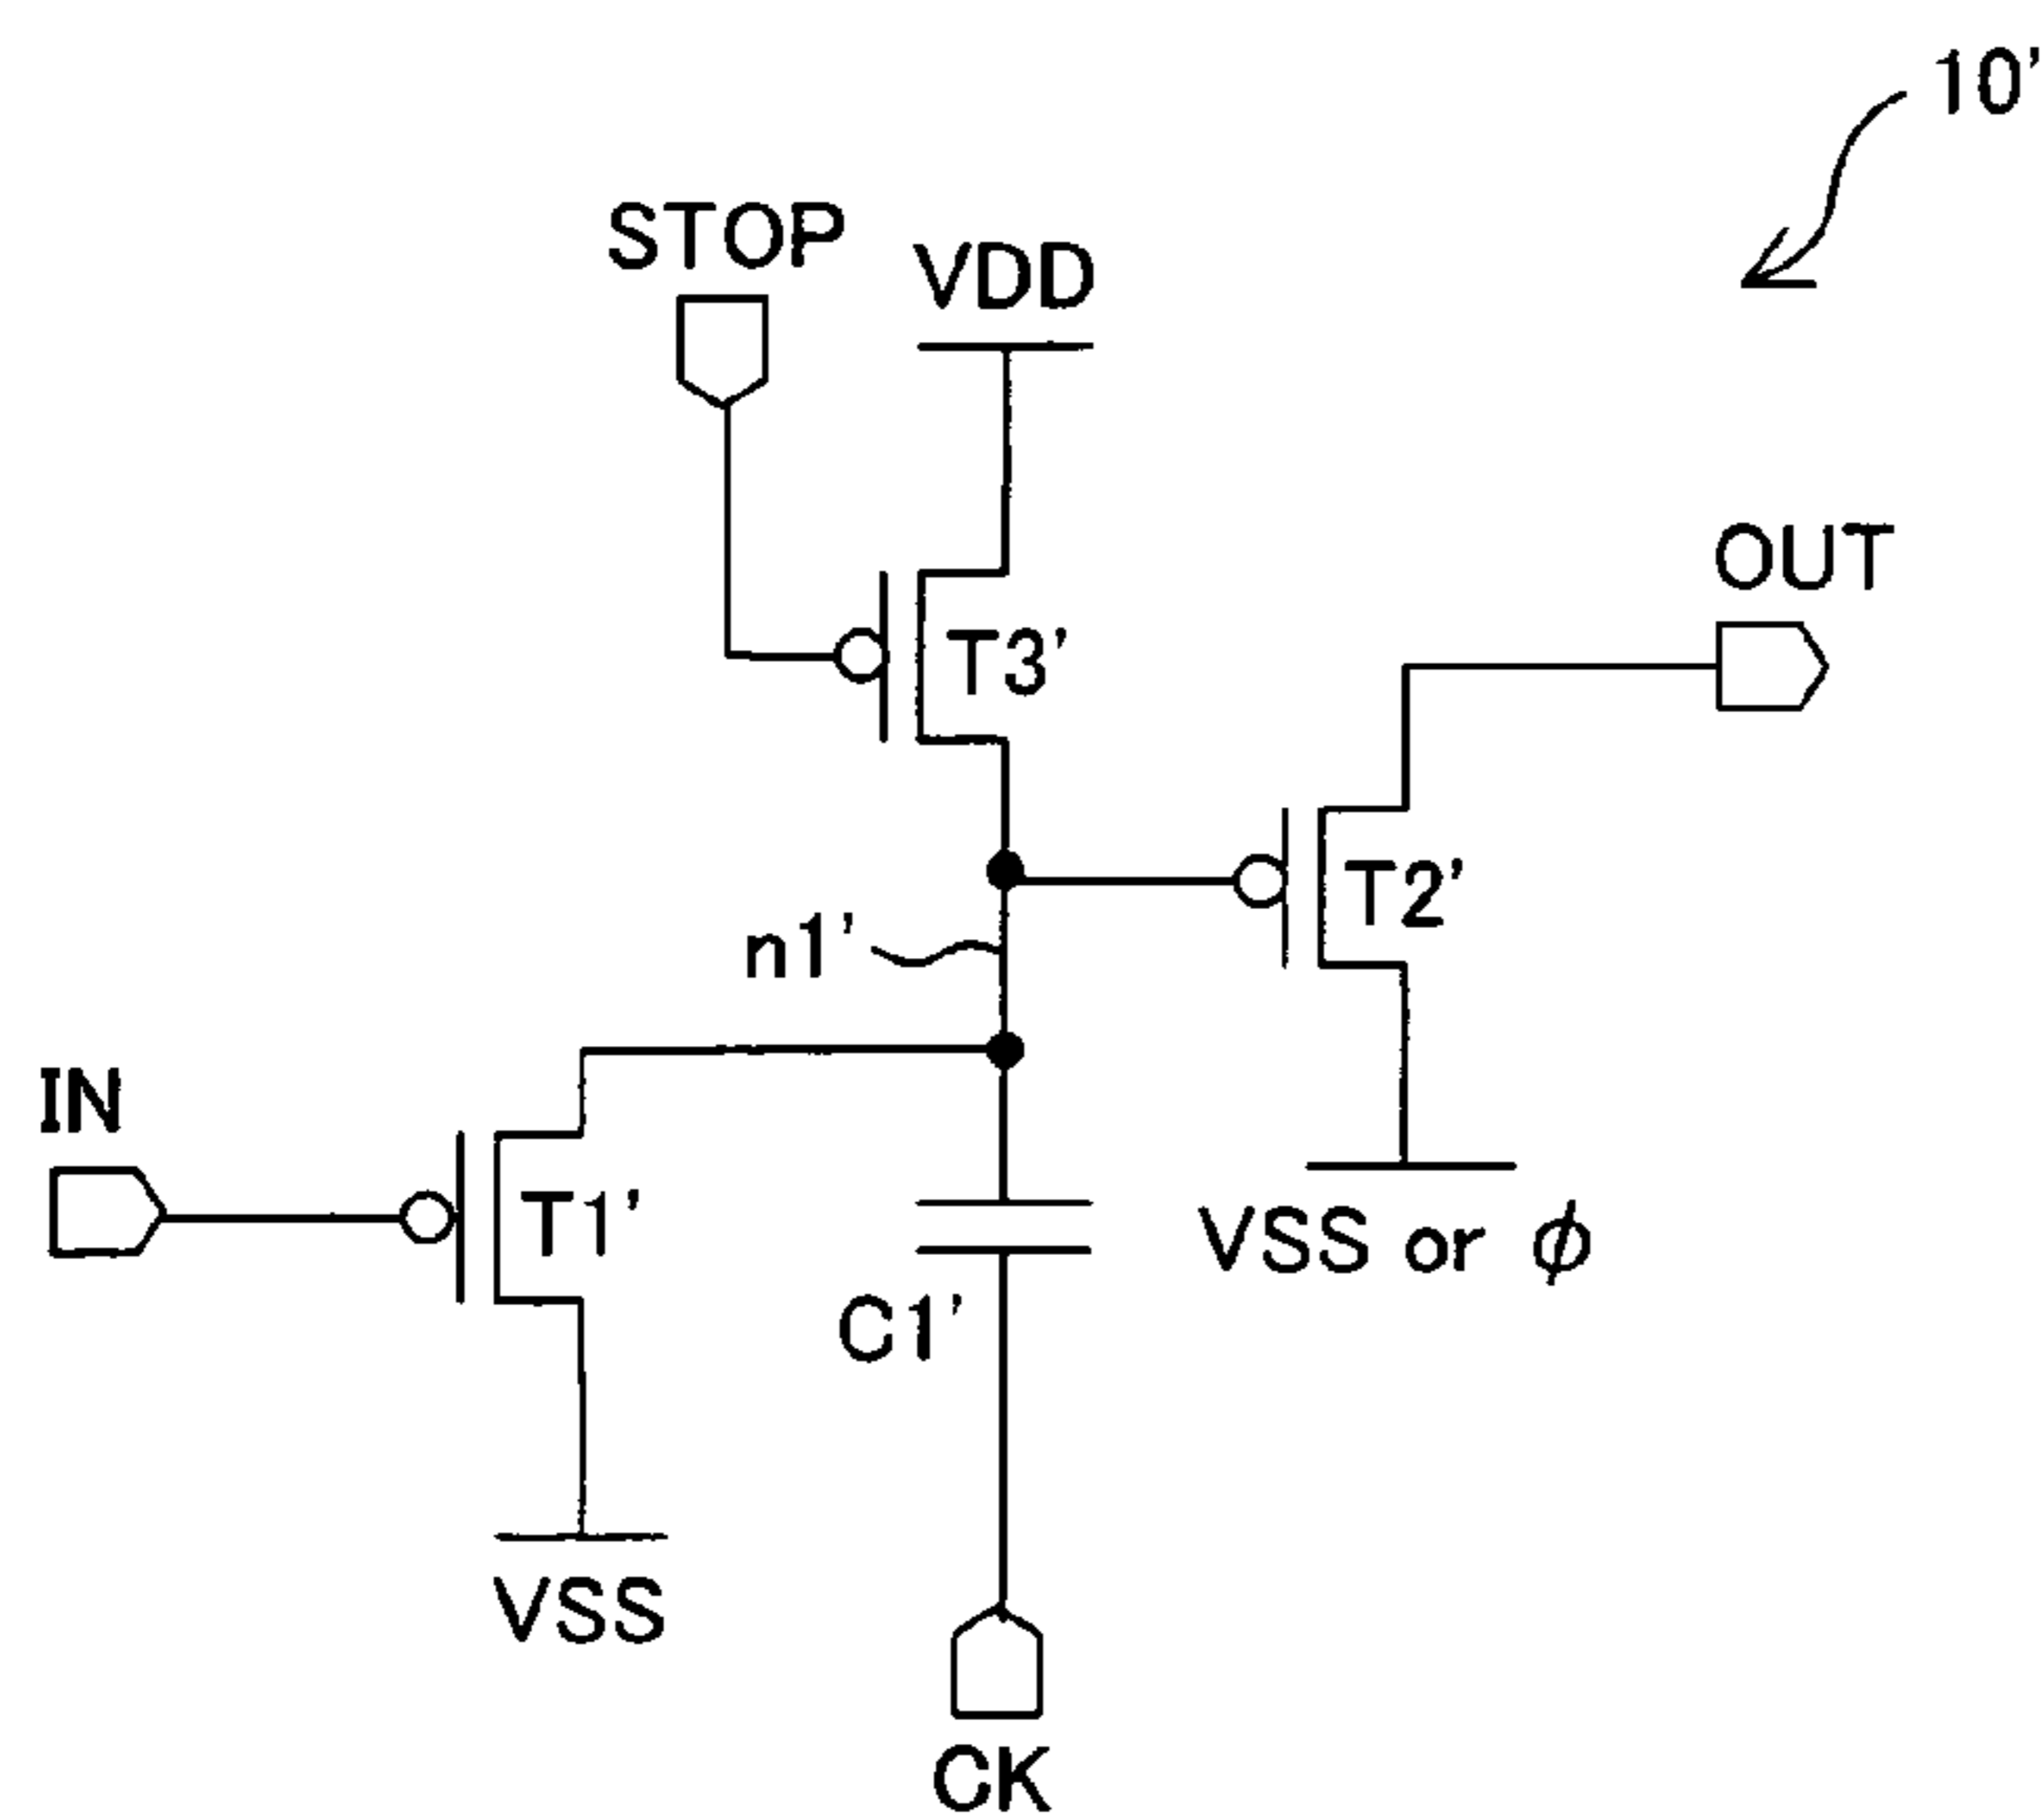 10'
STOP
VDD
OUT
T3'
T2'
n1'
IN
T1'
VSS or ϕ
C1'
VSS
CK